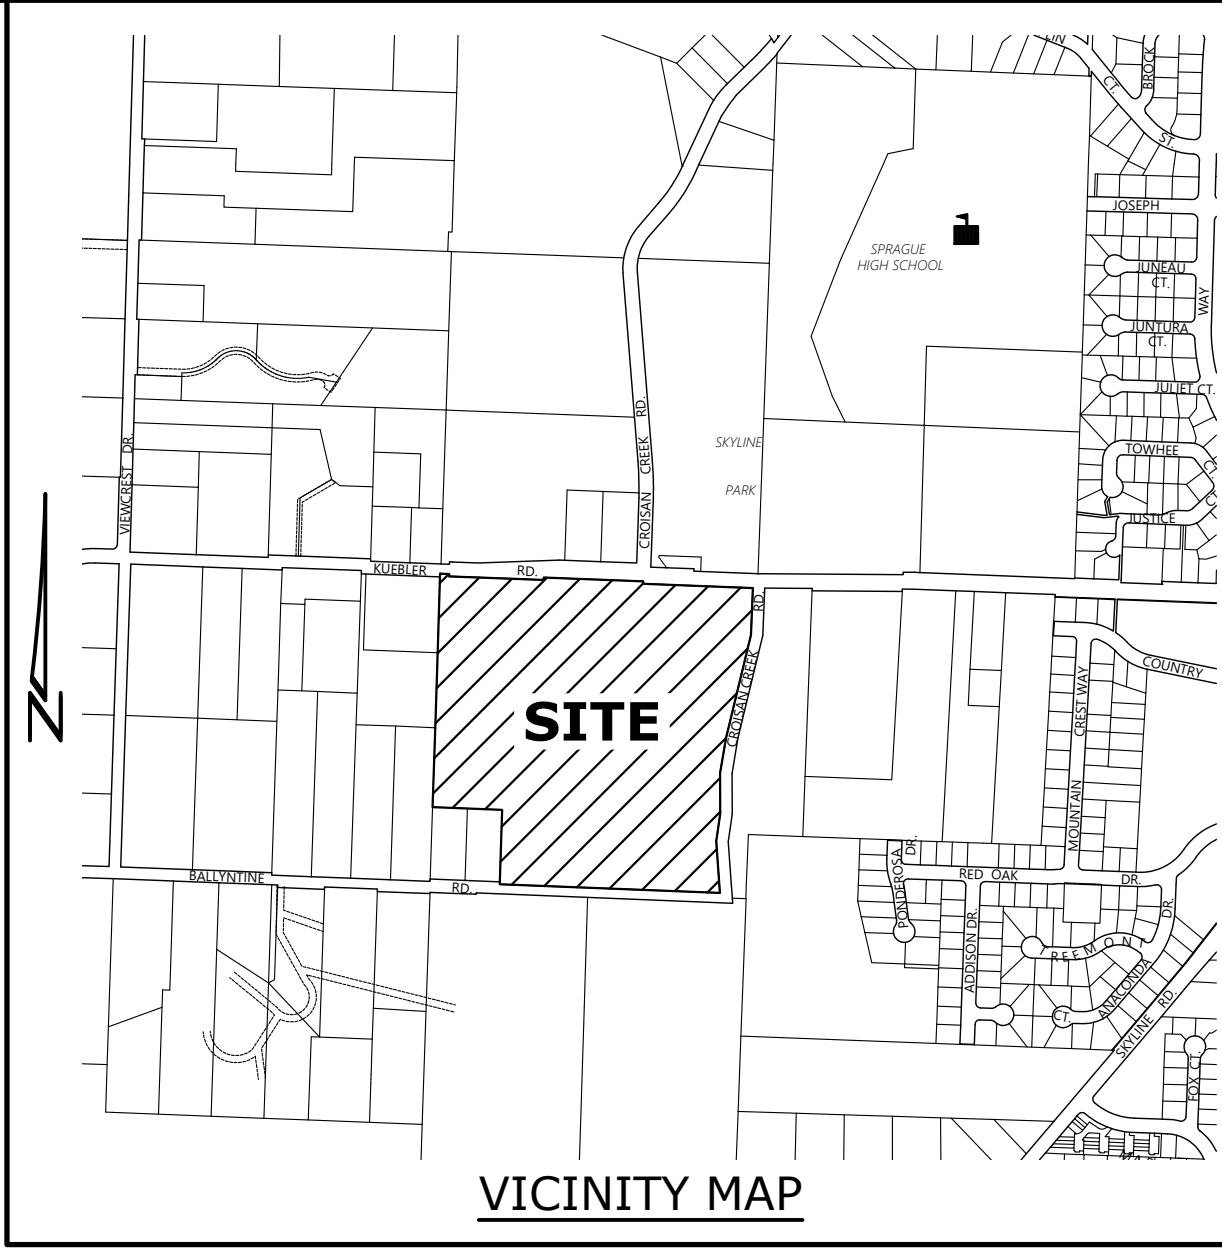 CT.
BROCK
ST.
JOSEPH
SPRAGUE
HIGH SCHOOL
JUNEAU
CT.
WAY
JUNTURA
CT.
JULIET CT.
CROISAN CREEK RD.
VIEWCREST DR.
SKYLINE
PARK
TOWHEE
JUSTICE
KUEBLER RD.
RD.
CROISAN CREEK
COUNTRY
MOUNTAIN CREST WAY
SITE
N
BALLYNTINE RD.
PONDEROSA DR.
RED OAK DR.
ADDISON DR.
DR.
TREEMONT
ANACONDA
CT.
SKYLINE RD.
FOX CT.
VICINITY MAP